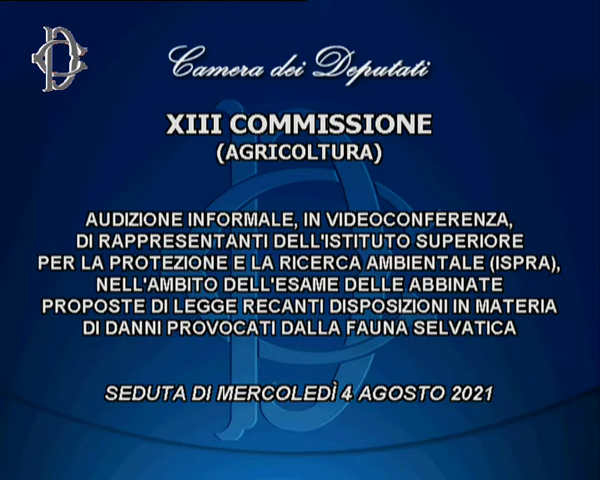 Camera dei Deputati
XIII COMMISSIONE
(AGRICOLTURA)
AUDIZIONE INFORMALE, IN VIDEOCONFERENZA,
DI RAPPRESENTANTI DELL'ISTITUTO SUPERIORE
PER LA PROTEZIONE E LA RICERCA AMBIENTALE (ISPRA),
NELL'AMBITO DELL'ESAME DELLE ABBINATE
PROPOSTE DI LEGGE RECANTI DISPOSIZIONI IN MATERIA
DI DANNI PROVOCATI DALLA FAUNA SELVATICA
SEDUTA DI MERCOLEDÌ 4 AGOSTO 2021